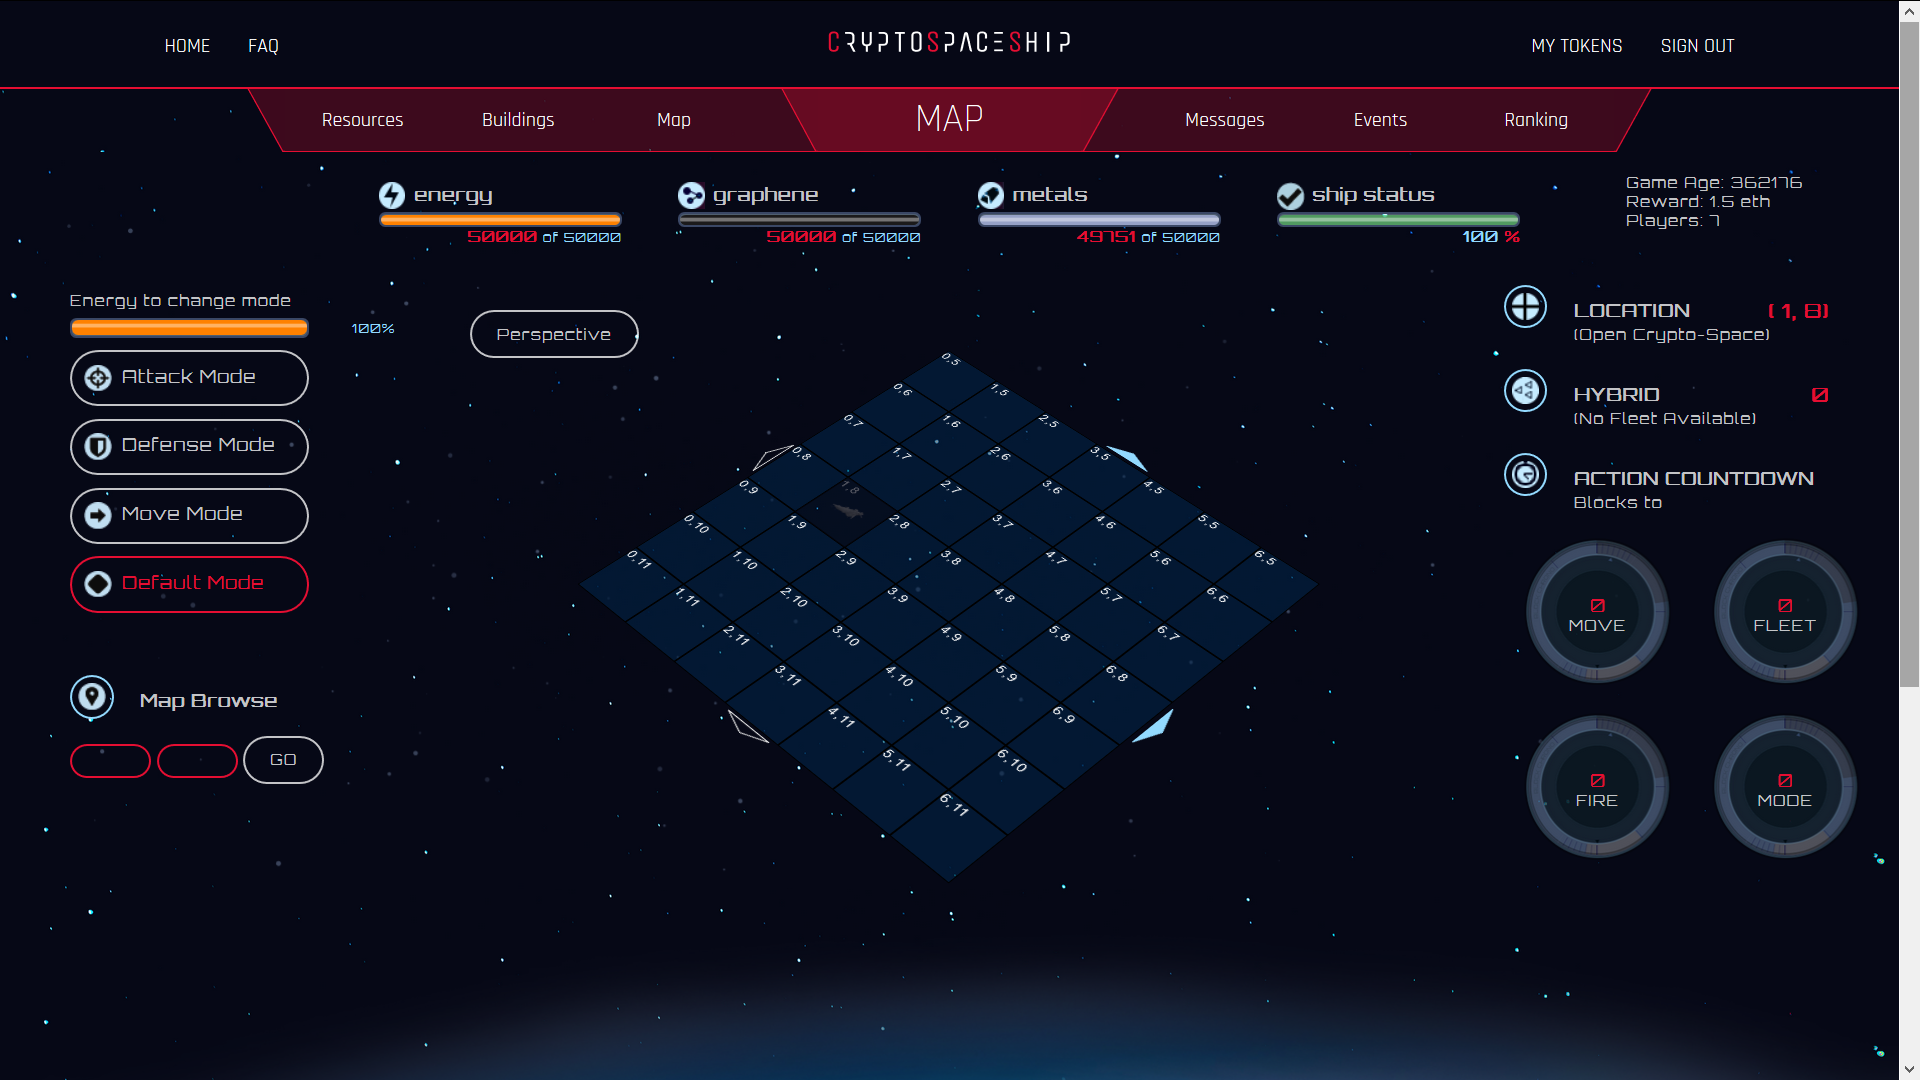 HOME FAQ CRYPTOSPACESHIP MY TOKENS SIGN OUT
Resources Buildings Map MAP Messages Events Ranking
energy
50000 of 50000
graphene
50000 of 50000
metals
49751 of 50000
ship status
100 %
Game Age: 362176
Reward: 1.5 eth
Players: 7
Energy to change mode
100%
Attack Mode
Defense Mode
Move Mode
Default Mode
Map Browse
GO
Perspective
0,5
0,6 1,5
0,7 1,6 2,5
0,8 1,7 2,6 3,5
0,9 1,8 2,7 3,6 4,5
0,10 1,9 2,8 3,7 4,6 5,5
0,11 1,10 2,9 3,8 4,7 5,6 6,5
1,11 2,10 3,9 4,8 5,7 6,6
2,11 3,10 4,9 5,8 6,7
3,11 4,10 5,9 6,8
4,11 5,10 6,9
5,11 6,10
6,11
LOCATION ( 1, 8)
(Open Crypto-Space)
HYBRID 0
(No Fleet Available)
ACTION COUNTDOWN
Blocks to
0
MOVE
0
FLEET
0
FIRE
0
MODE